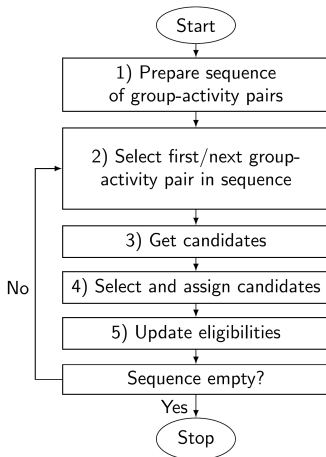 Start
1) Prepare sequence
of group-activity pairs
2) Select first/next group-
activity pair in sequence
3) Get candidates
4) Select and assign candidates
No
5) Update eligibilities
Sequence empty?
Yes
Stop